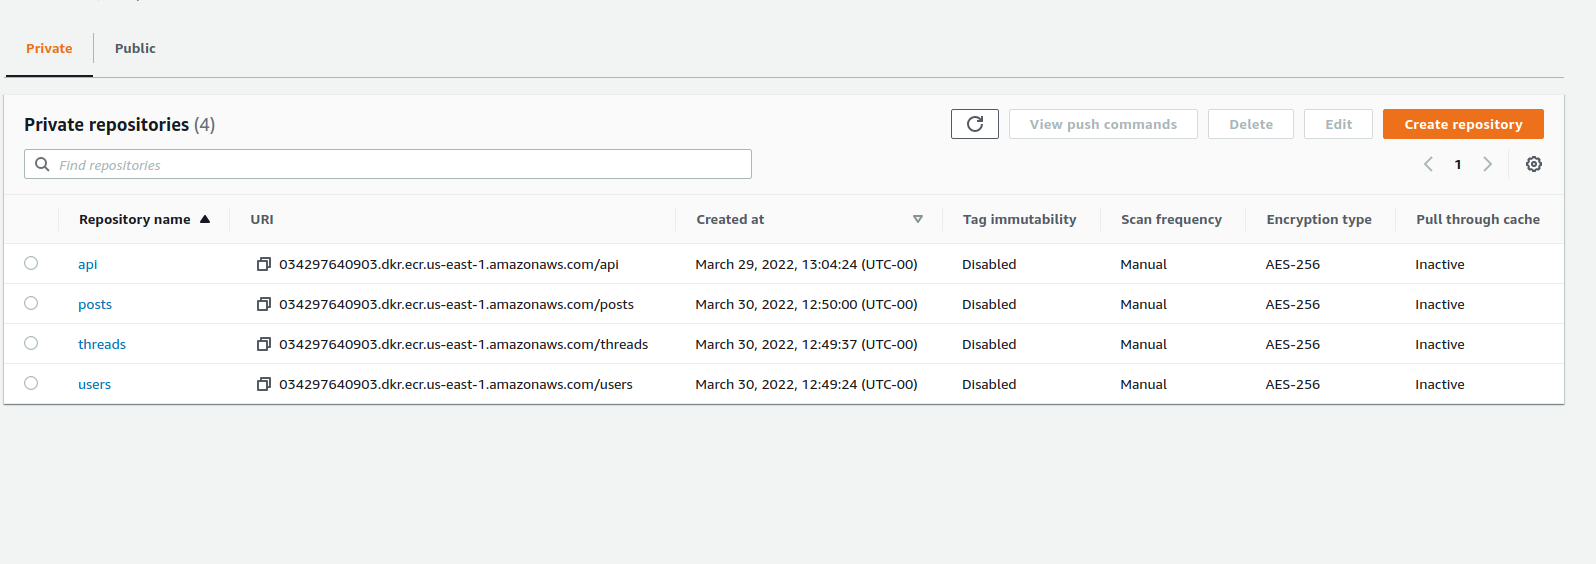 Private Public
Private repositories (4) View push commands Delete Edit Create repository
Find repositories 1
Repository name URI Created at Tag immutability Scan frequency Encryption type Pull through cache
api 034297640903.dkr.ecr.us-east-1.amazonaws.com/api March 29, 2022, 13:04:24 (UTC-00) Disabled Manual AES-256 Inactive
posts 034297640903.dkr.ecr.us-east-1.amazonaws.com/posts March 30, 2022, 12:50:00 (UTC-00) Disabled Manual AES-256 Inactive
threads 034297640903.dkr.ecr.us-east-1.amazonaws.com/threads March 30, 2022, 12:49:37 (UTC-00) Disabled Manual AES-256 Inactive
users 034297640903.dkr.ecr.us-east-1.amazonaws.com/users March 30, 2022, 12:49:24 (UTC-00) Disabled Manual AES-256 Inactive